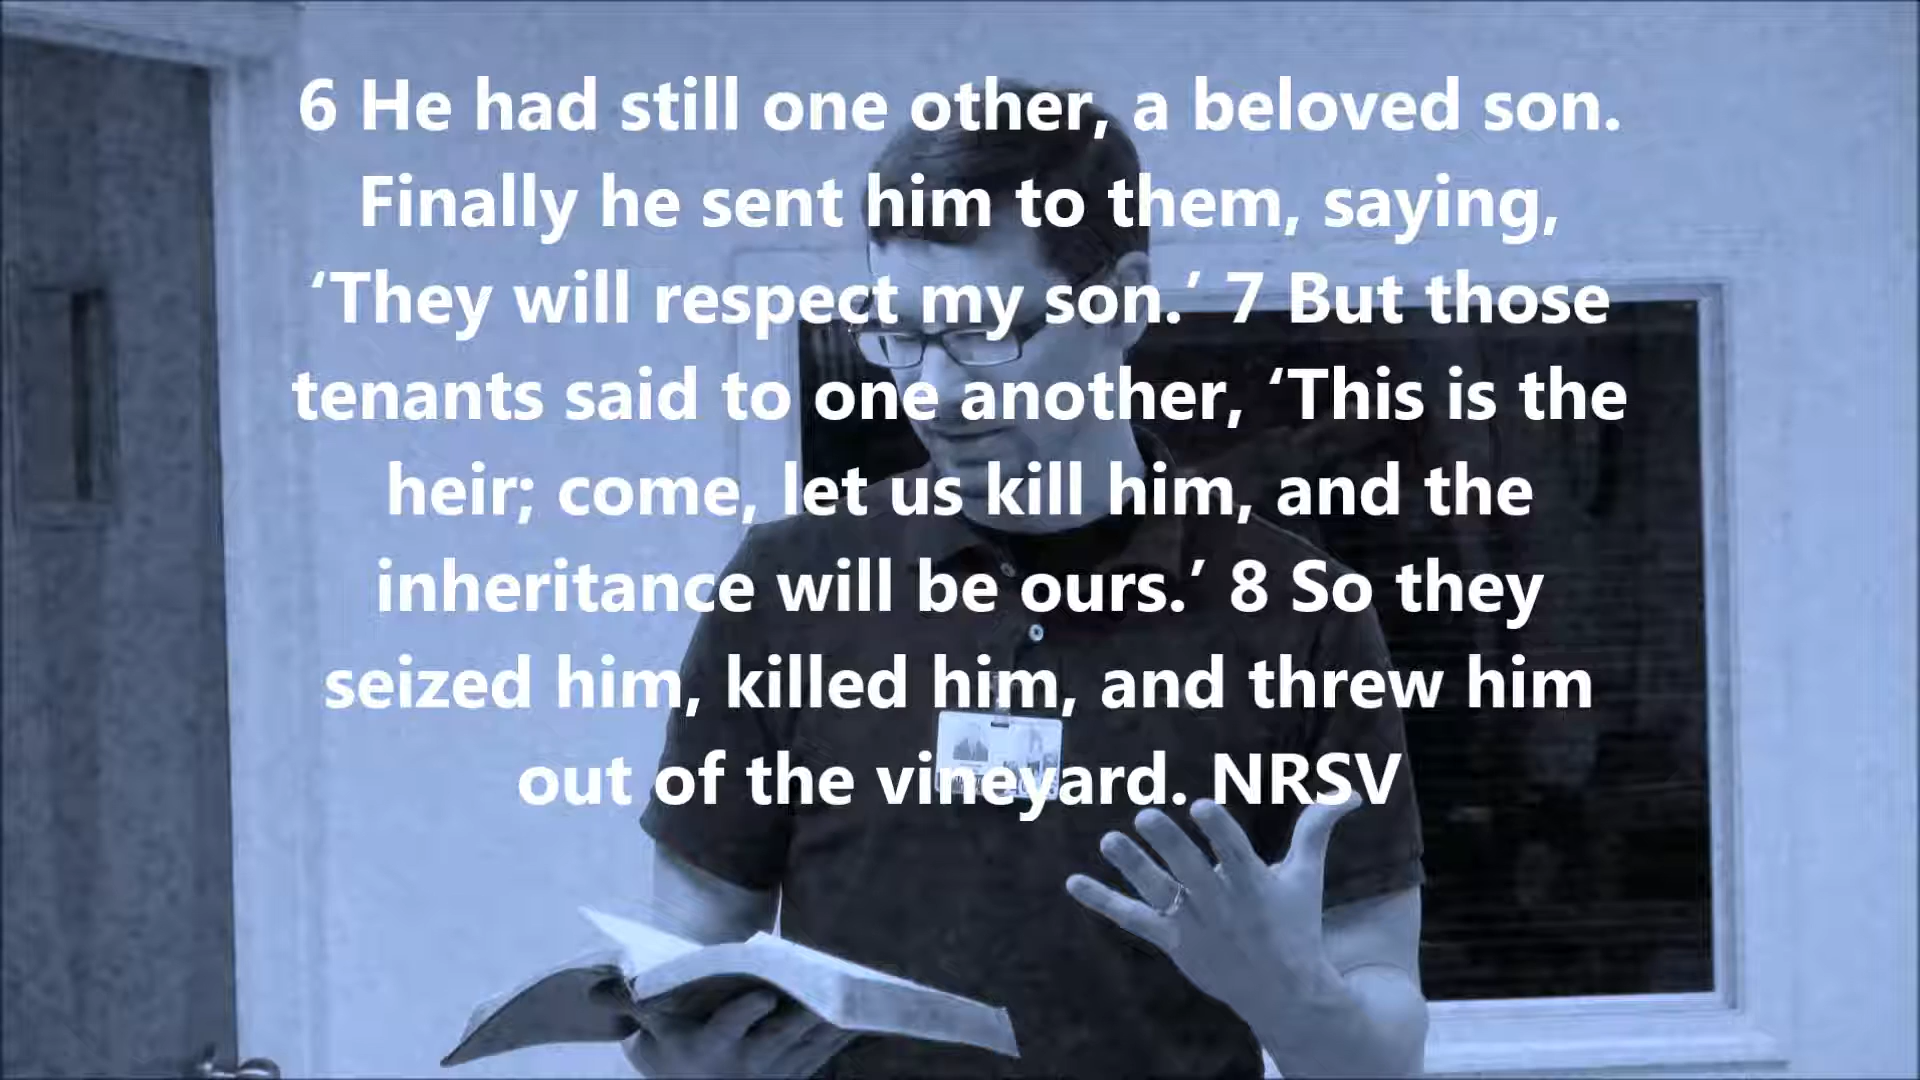 6 He had still one other, a beloved son.
Finally he sent him to them, saying,
‘They will respect my son.’ 7 But those
tenants said to one another, ‘This is the
heir; come, let us kill him, and the
inheritance will be ours.’ 8 So they
seized him, killed him, and threw him
out of the vineyard. NRSV